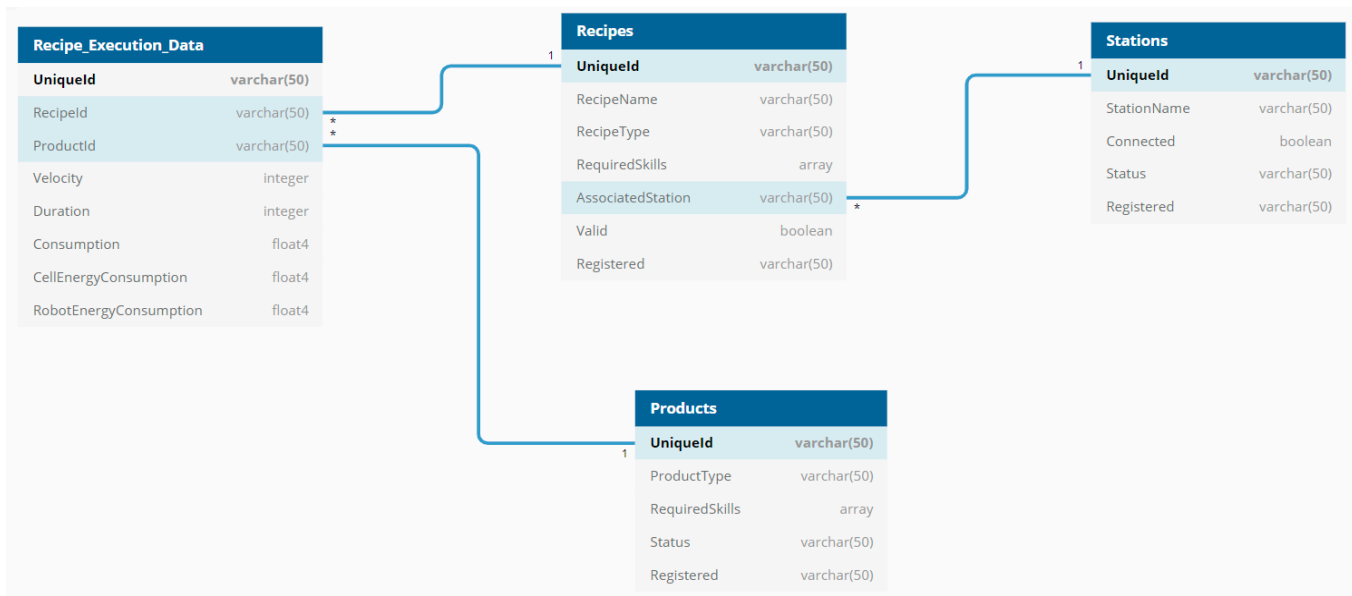 Recipe_Execution_Data
UniqueId varchar(50)
RecipeId varchar(50)
ProductId varchar(50)
Velocity integer
Duration integer
Consumption float4
CellEnergyConsumption float4
RobotEnergyConsumption float4
*
*
1
Recipes
UniqueId varchar(50)
RecipeName varchar(50)
RecipeType varchar(50)
RequiredSkills array
AssociatedStation varchar(50)
Valid boolean
Registered varchar(50)
*
1
Stations
UniqueId varchar(50)
StationName varchar(50)
Connected boolean
Status varchar(50)
Registered varchar(50)
1
Products
UniqueId varchar(50)
ProductType varchar(50)
RequiredSkills array
Status varchar(50)
Registered varchar(50)